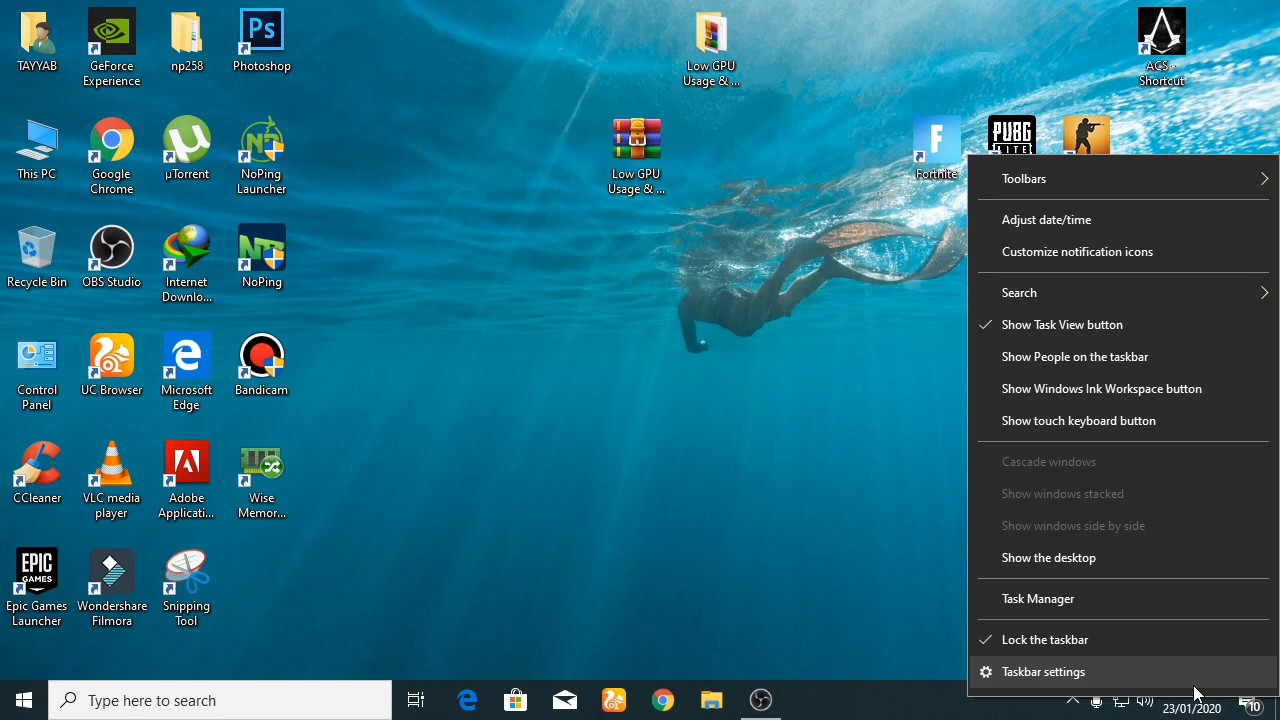 TAYYAB
GeForce
Experience
np258
Ps
Photoshop
Low GPU
Usage & ...
ACS -
Shortcut
This PC
Google
Chrome
µ
µTorrent
NP
NoPing
Launcher
Low GPU
Usage & ...
F
Fortnite
PUBG
LITE
Recycle Bin
OBS Studio
Internet
Downlo...
NoPing
Control
Panel
UC Browser
Microsoft
Edge
Bandicam
CCleaner
VLC media
player
Adobe
Applicati...
Wise
Memor...
EPIC
GAMES
Epic Games
Launcher
Wondershare
Filmora
Snipping
Tool
Toolbars
Adjust date/time
Customize notification icons
Search
Show Task View button
Show People on the taskbar
Show Windows Ink Workspace button
Show touch keyboard button
Cascade windows
Show windows stacked
Show windows side by side
Show the desktop
Task Manager
Lock the taskbar
Taskbar settings
Type here to search
23/01/2020
10